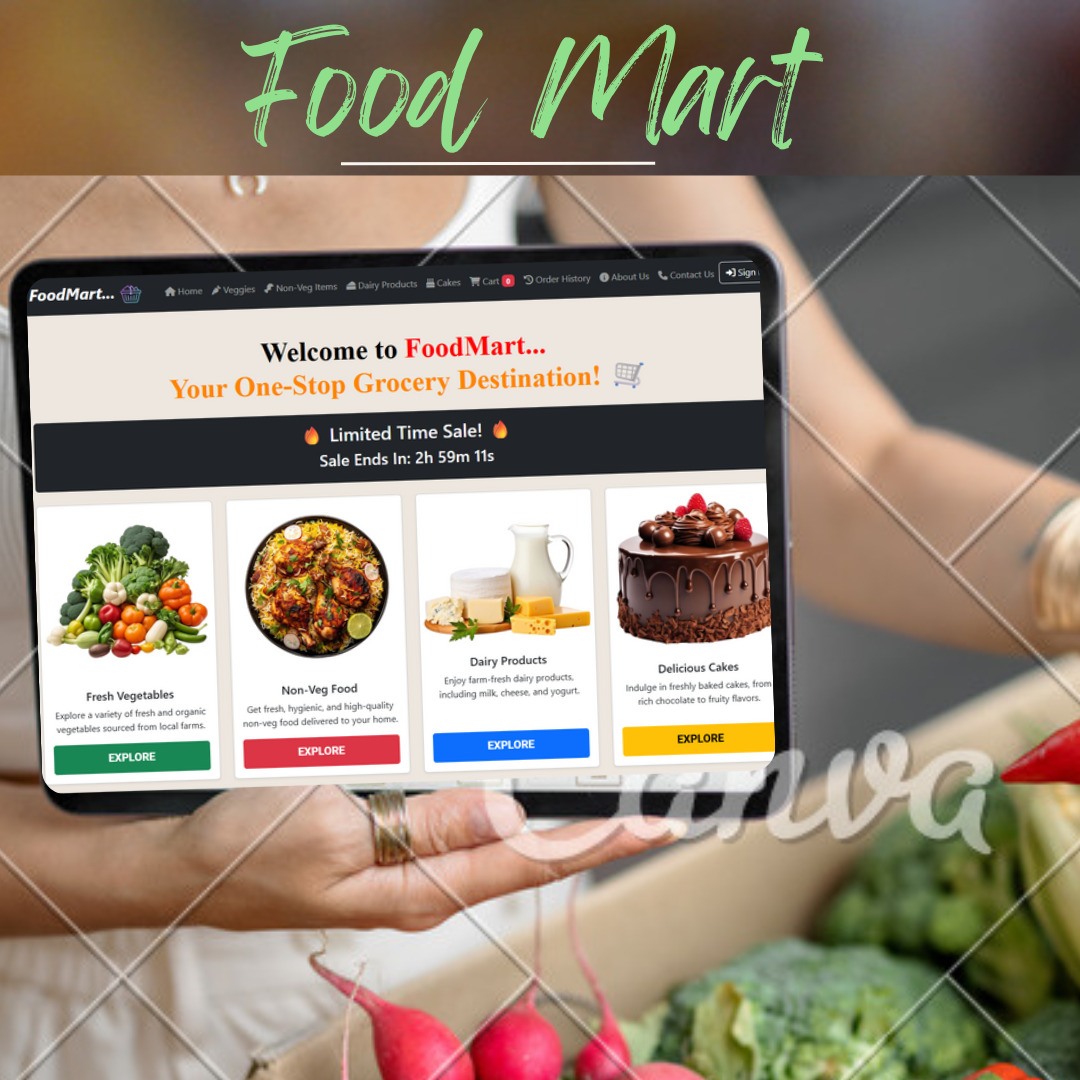 Food Mart
FoodMart...
Home
Veggies
Non-Veg Items
Dairy Products
Cakes
Cart 0
Order History
About Us
Contact Us
Sign
Welcome to FoodMart...
Your One-Stop Grocery Destination!
Limited Time Sale!
Sale Ends In: 2h 59m 11s
Fresh Vegetables
Explore a variety of fresh and organic
vegetables sourced from local farms.
EXPLORE
Non-Veg Food
Get fresh, hygienic, and high-quality
non-veg food delivered to your home.
EXPLORE
Dairy Products
Enjoy farm-fresh dairy products,
including milk, cheese, and yogurt.
EXPLORE
Delicious Cakes
Indulge in freshly baked cakes, from
rich chocolate to fruity flavors.
EXPLORE
Canva